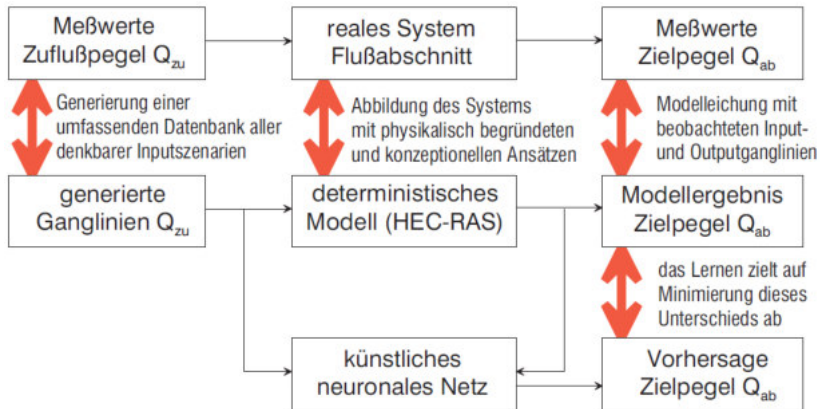 Meßwerte
Zuflußpegel Qzu
reales System
Flußabschnitt
Meßwerte
Zielpegel Qab
Generierung einer
umfassenden Datenbank aller
denkbarer Inputszenarien
Abbildung des Systems
mit physikalisch begründeten
und konzeptionellen Ansätzen
Modelleichung mit
beobachteten Input-
und Outputganglinien
generierte
Ganglinien Qzu
deterministisches
Modell (HEC-RAS)
Modellergebnis
Zielpegel Qab
das Lernen zielt auf
Minimierung dieses
Unterschieds ab
künstliches
neuronales Netz
Vorhersage
Zielpegel Qab